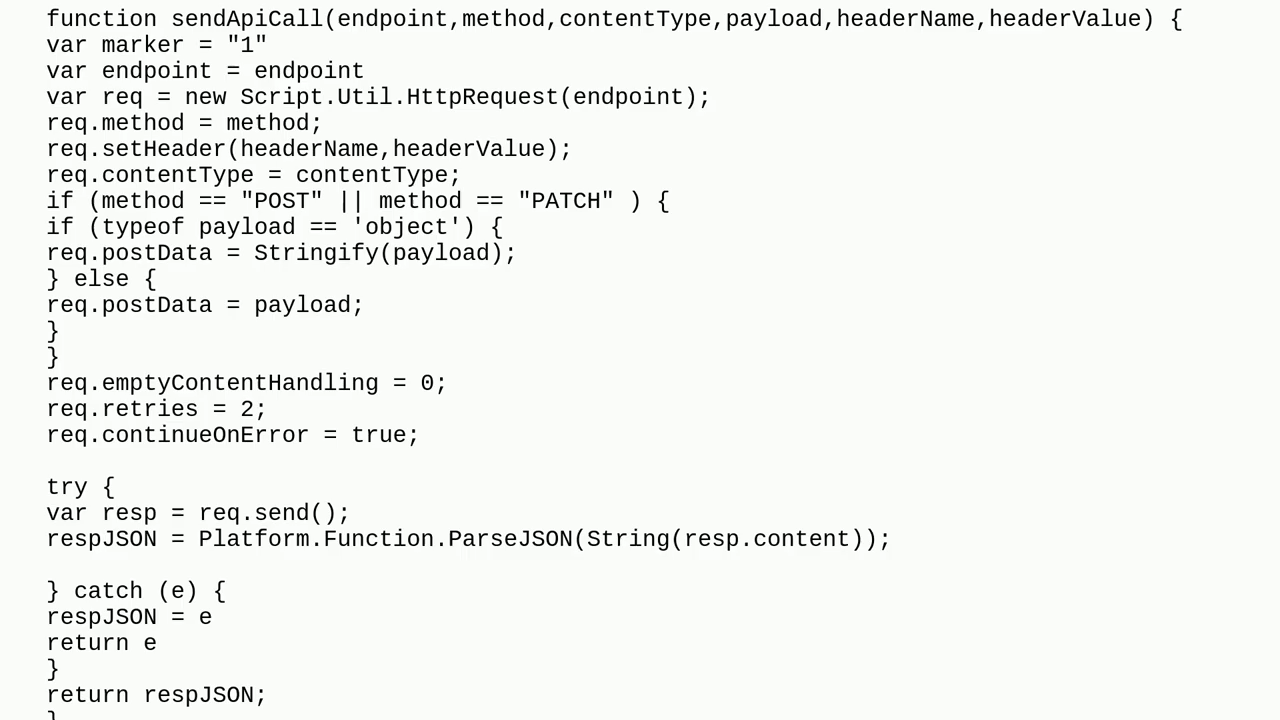 function sendApiCall(endpoint,method,contentType,payload,headerName,headerValue) {
var marker = "1"
var endpoint = endpoint
var req = new Script.Util.HttpRequest(endpoint);
req.method = method;
req.setHeader(headerName,headerValue);
req.contentType = contentType;
if (method == "POST" || method == "PATCH" ) {
if (typeof payload == 'object') {
req.postData = Stringify(payload);
} else {
req.postData = payload;
}
}
req.emptyContentHandling = 0;
req.retries = 2;
req.continueOnError = true;
try {
var resp = req.send();
respJSON = Platform.Function.ParseJSON(String(resp.content));
} catch (e) {
respJSON = e
return e
}
return respJSON;
}